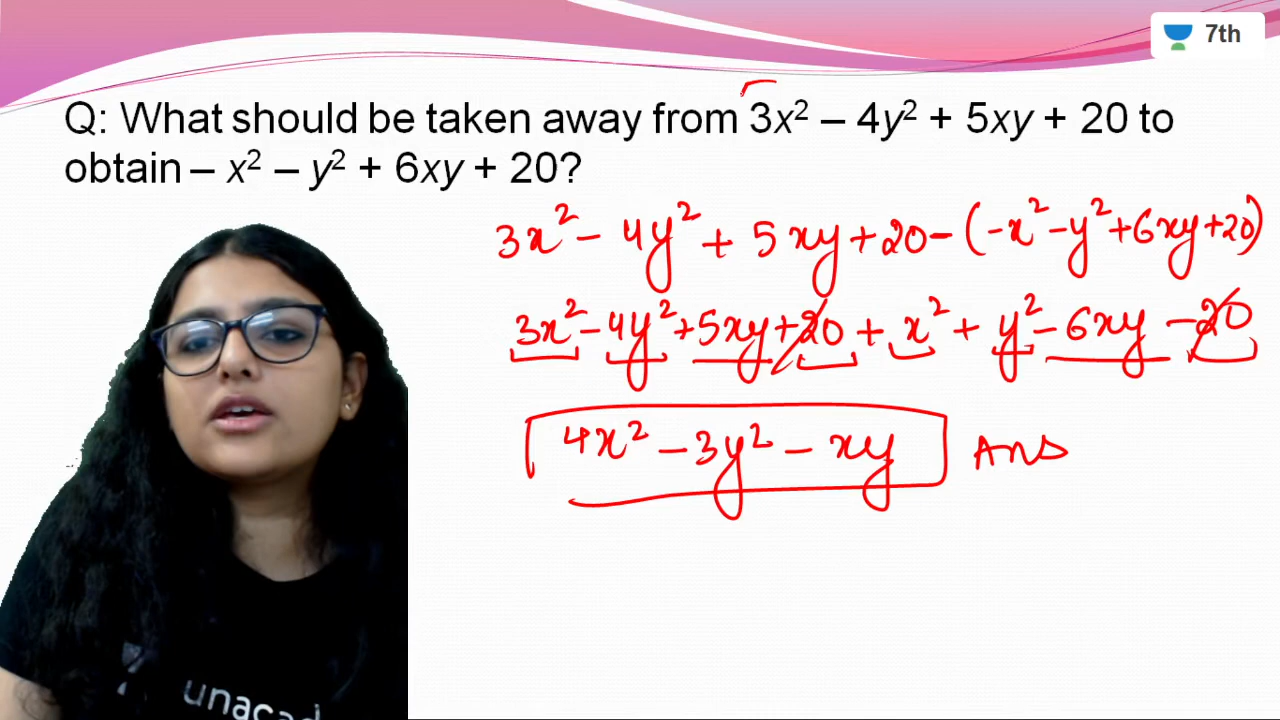 7th
Q: What should be taken away from 3x² – 4y² + 5xy + 20 to
obtain – x² – y² + 6xy + 20?
3x² - 4y² + 5xy + 20 - (-x² - y² + 6xy + 20)
3x² - 4y² + 5xy + 20 + x² + y² - 6xy - 20
4x² - 3y² - xy Ans
unacad